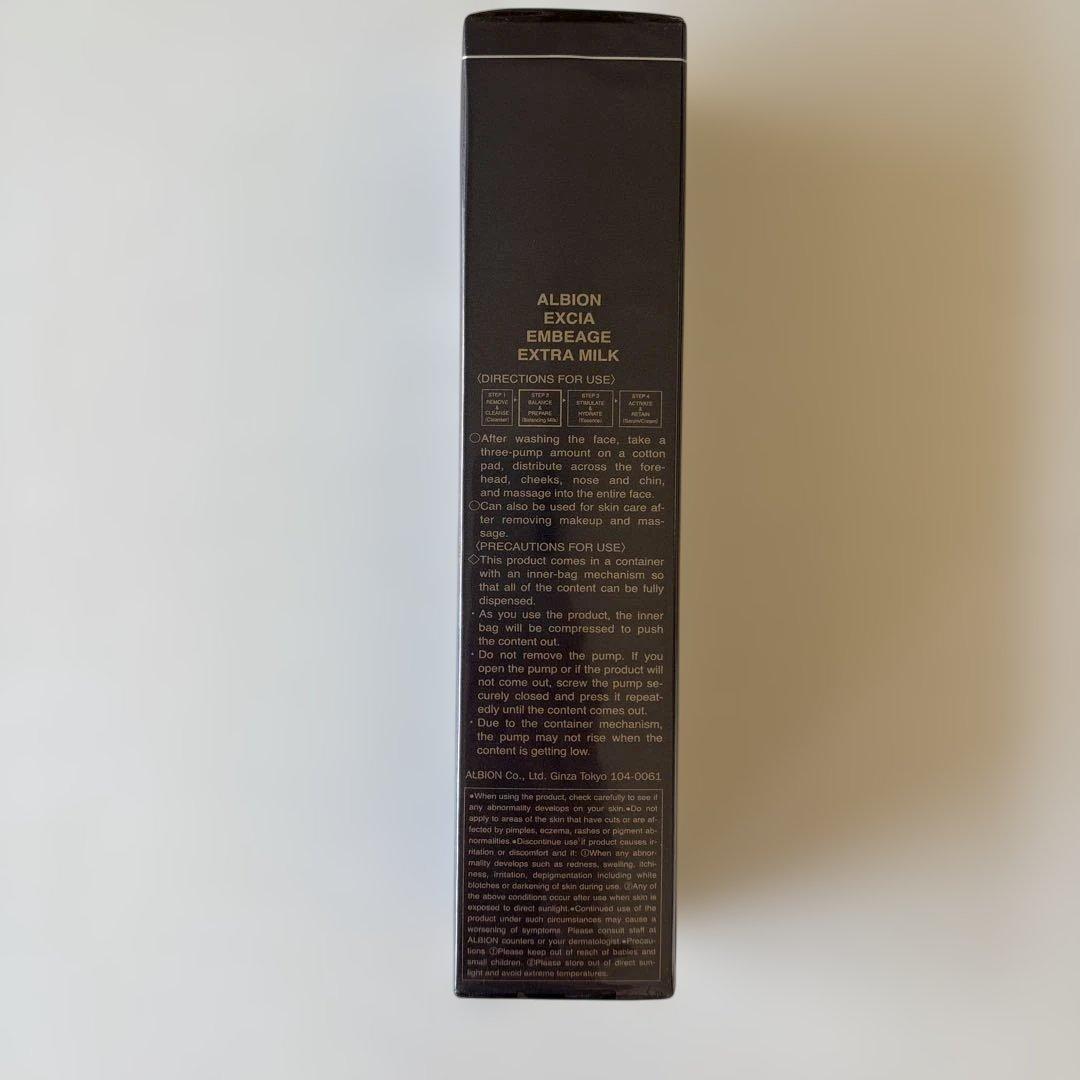 ALBION
EXCIA
EMBEAGE
EXTRA MILK
〈DIRECTIONS FOR USE〉
STEP 1
REMOVE
&
CLEANSE
(Cleanser)
STEP 2
BALANCE
&
PREPARE
(Balancing Milk)
STEP 3
STIMULATE
&
HYDRATE
(Essence)
STEP 4
ACTIVATE
&
RETAIN
(Serum/Cream)
○After washing the face, take a
three-pump amount on a cotton
pad, distribute across the fore-
head, cheeks, nose and chin,
and massage into the entire face.
○Can also be used for skin care af-
ter removing makeup and mas-
sage.
〈PRECAUTIONS FOR USE〉
◇This product comes in a container
with an inner-bag mechanism so
that all of the content can be fully
dispensed.
・As you use the product, the inner
bag will be compressed to push
the content out.
・Do not remove the pump. If you
open the pump or if the product will
not come out, screw the pump se-
curely closed and press it repeat-
edly until the content comes out.
・Due to the container mechanism,
the pump may not rise when the
content is getting low.
ALBION Co., Ltd. Ginza Tokyo 104-0061
●When using the product, check carefully to see if
any abnormality develops on your skin.●Do not
apply to areas of the skin that have cuts or are af-
fected by pimples, eczema, rashes or pigment ab-
normalities.●Discontinue use if product causes ir-
ritation or discomfort and if: ①When any abnor-
mality develops such as redness, swelling, itchi-
ness, irritation, depigmentation including white
blotches or darkening of skin during use. ②Any of
the above conditions occur after use when skin is
exposed to direct sunlight.●Continued use of the
product under such circumstances may cause a
worsening of symptoms. Please consult staff at
ALBION counters or your dermatologist.●Precau-
tions ①Please keep out of reach of babies and
small children. ②Please store out of direct sun-
light and avoid extreme temperatures.